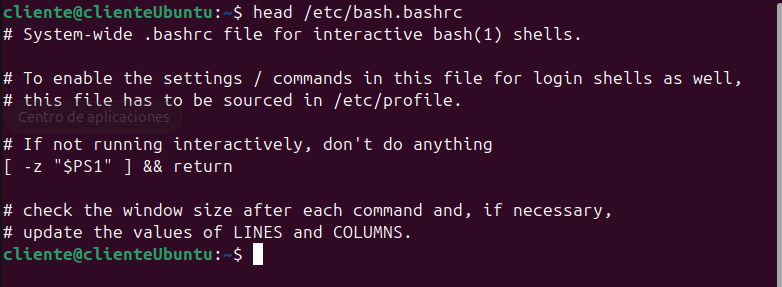 cliente@clienteUbuntu:~$ head /etc/bash.bashrc
# System-wide .bashrc file for interactive bash(1) shells.
# To enable the settings / commands in this file for login shells as well,
# this file has to be sourced in /etc/profile.
Centro de aplicaciones
# If not running interactively, don't do anything
[ -z "$PS1" ] && return
# check the window size after each command and, if necessary,
# update the values of LINES and COLUMNS.
cliente@clienteUbuntu:~$